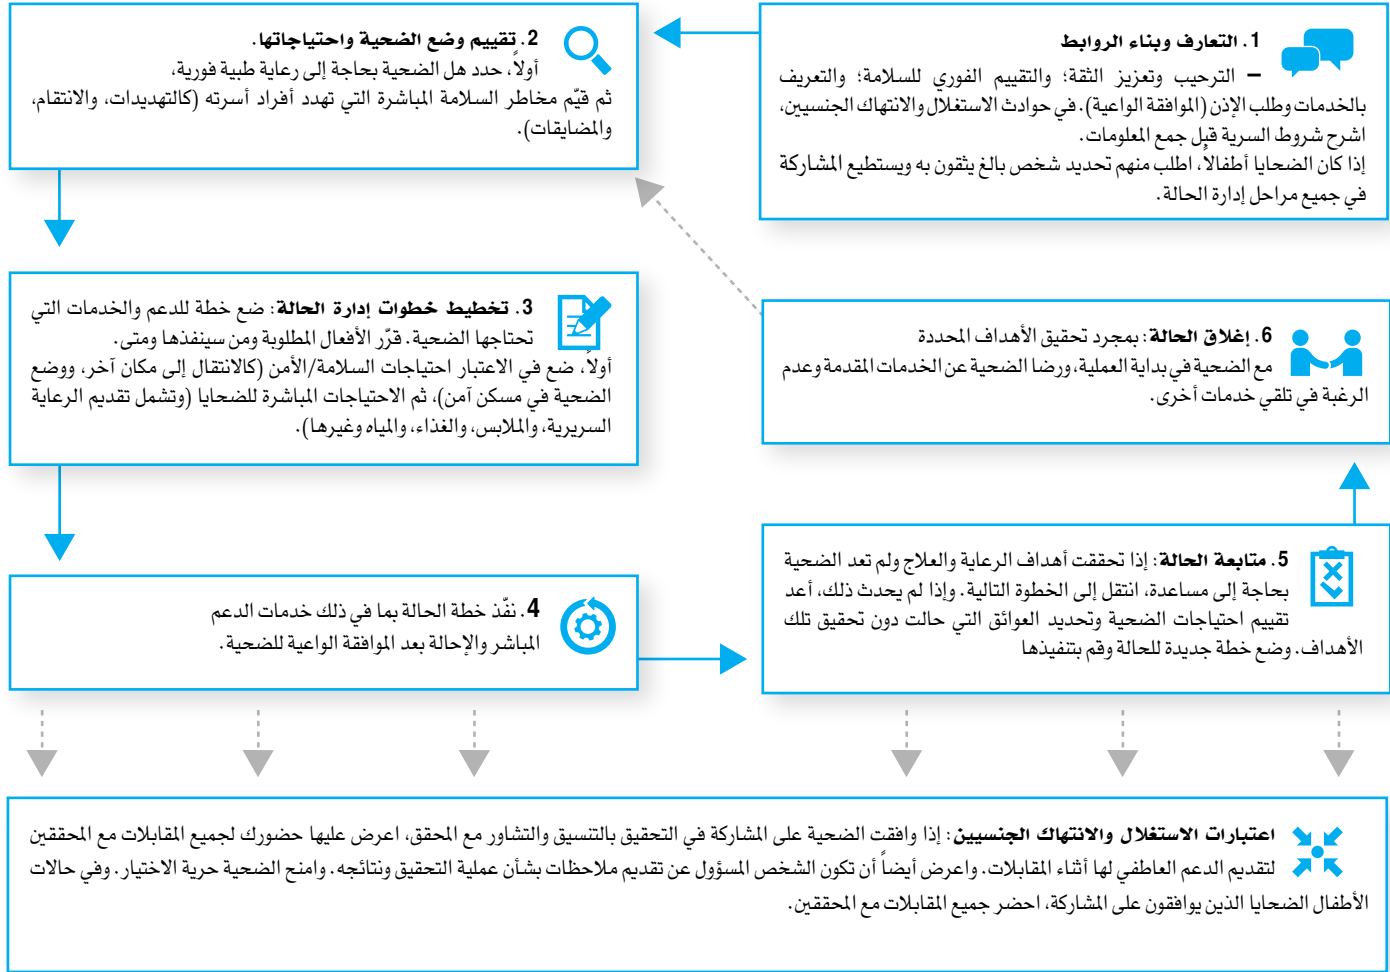 1. التعارف وبناء الروابط
– الترحيب وتعزيز الثقة؛ والتقييم الفوري للسلامة؛ والتعريف
بالخدمات وطلب الإذن (الموافقة الواعية). في حوادث الاستغلال والانتهاك الجنسيين،
اشرح شروط السرية قبل جمع المعلومات.
إذا كان الضحايا أطفالاً، اطلب منهم تحديد شخص بالغ يثقون به ويستطيع المشاركة
في جميع مراحل إدارة الحالة.
2. تقييم وضع الضحية واحتياجاتها.
أولاً، حدد هل الضحية بحاجة إلى رعاية طبية فورية،
ثم قيّم مخاطر السلامة المباشرة التي تهدد أفراد أسرته (كالتهديدات، والانتقام،
والمضايقات).
3. تخطيط خطوات إدارة الحالة: ضع خطة للدعم والخدمات التي
تحتاجها الضحية. قرّر الأفعال المطلوبة ومن سينفذها ومتى.
أولاً، ضع في الاعتبار احتياجات السلامة/الأمن (كالانتقال إلى مكان آخر، ووضع
الضحية في مسكن آمن)، ثم الاحتياجات المباشرة للضحايا (وتشمل تقديم الرعاية
السريرية، والملابس، والغذاء، والمياه وغيرها).
4. نفّذ خطة الحالة بما في ذلك خدمات الدعم
المباشر والإحالة بعد الموافقة الواعية للضحية.
5. متابعة الحالة: إذا تحققت أهداف الرعاية والعلاج ولم تعد الضحية
بحاجة إلى مساعدة، انتقل إلى الخطوة التالية. وإذا لم يحدث ذلك، أعد
تقييم احتياجات الضحية وتحديد العوائق التي حالت دون تحقيق تلك
الأهداف. وضع خطة جديدة للحالة وقم بتنفيذها
6. إغلاق الحالة: بمجرد تحقيق الأهداف المحددة
مع الضحية في بداية العملية، ورضا الضحية عن الخدمات المقدمة وعدم
الرغبة في تلقي خدمات أخرى.
اعتبارات الاستغلال والانتهاك الجنسيين: إذا وافقت الضحية على المشاركة في التحقيق بالتنسيق والتشاور مع المحقق، اعرض عليها حضورك لجميع المقابلات مع المحققين
لتقديم الدعم العاطفي لها أثناء المقابلات. واعرض أيضاً أن تكون الشخص المسؤول عن تقديم ملاحظات بشأن عملية التحقيق ونتائجه. وامنح الضحية حرية الاختيار. وفي حالات
الأطفال الضحايا الذين يوافقون على المشاركة، احضر جميع المقابلات مع المحققين.